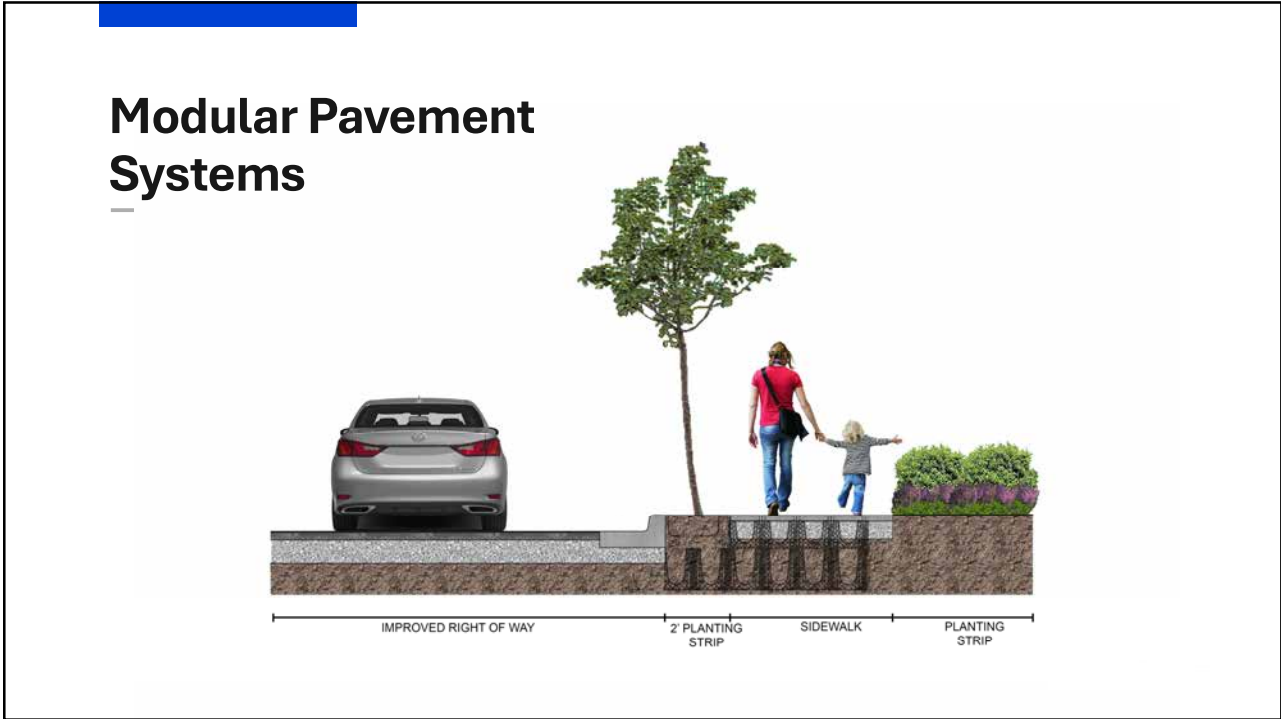 Modular Pavement
Systems
IMPROVED RIGHT OF WAY
2' PLANTING
STRIP
SIDEWALK
PLANTING
STRIP